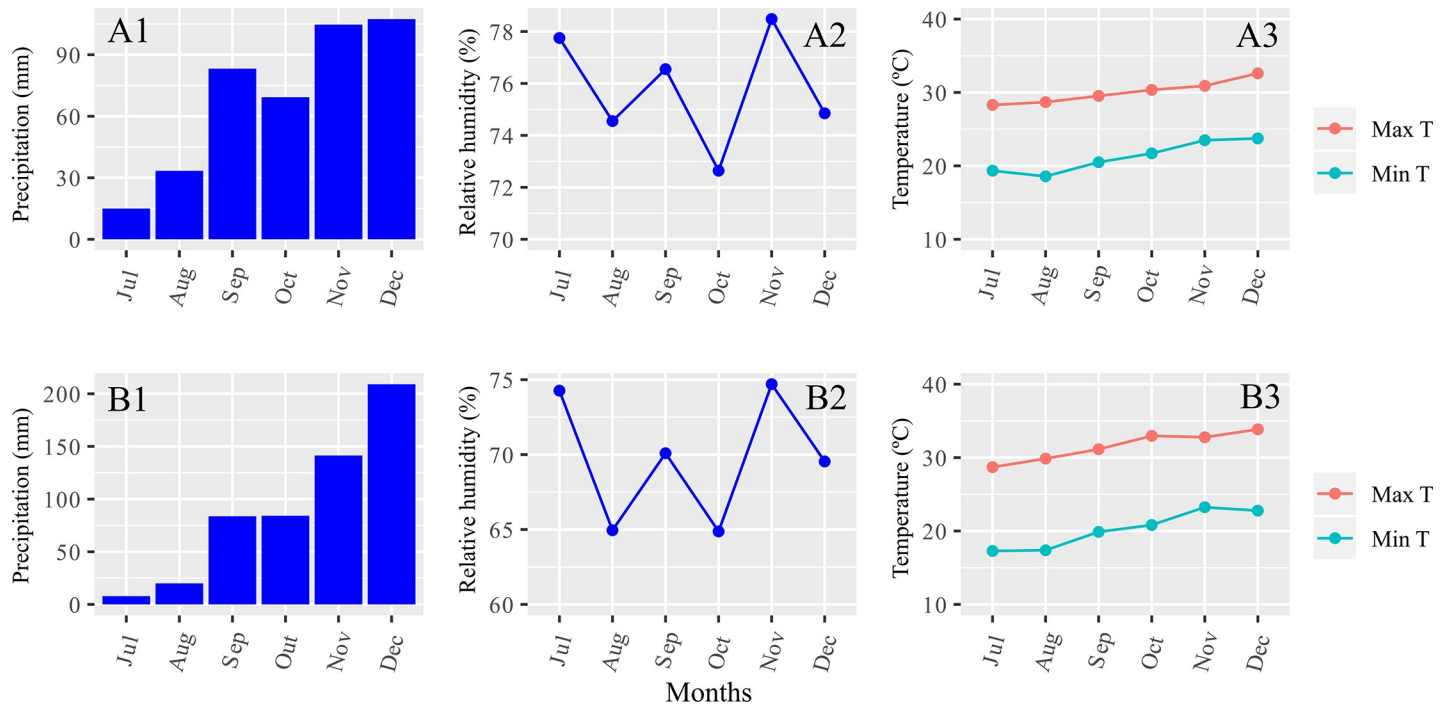 A1
Precipitation (mm)
90
60
30
0
Jul Aug Sep Oct Nov Dec
A2
Relative humidity (%)
78
76
74
72
70
Jul Aug Sep Oct Nov Dec
A3
Temperature (ºC)
40
30
20
10
Jul Aug Sep Oct Nov Dec
Max T
Min T
B1
Precipitation (mm)
200
150
100
50
0
Jul Aug Sep Out Nov Dec
B2
Relative humidity (%)
75
70
65
60
Jul Aug Sep Oct Nov Dec
Months
B3
Temperature (ºC)
40
30
20
10
Jul Aug Sep Oct Nov Dec
Max T
Min T